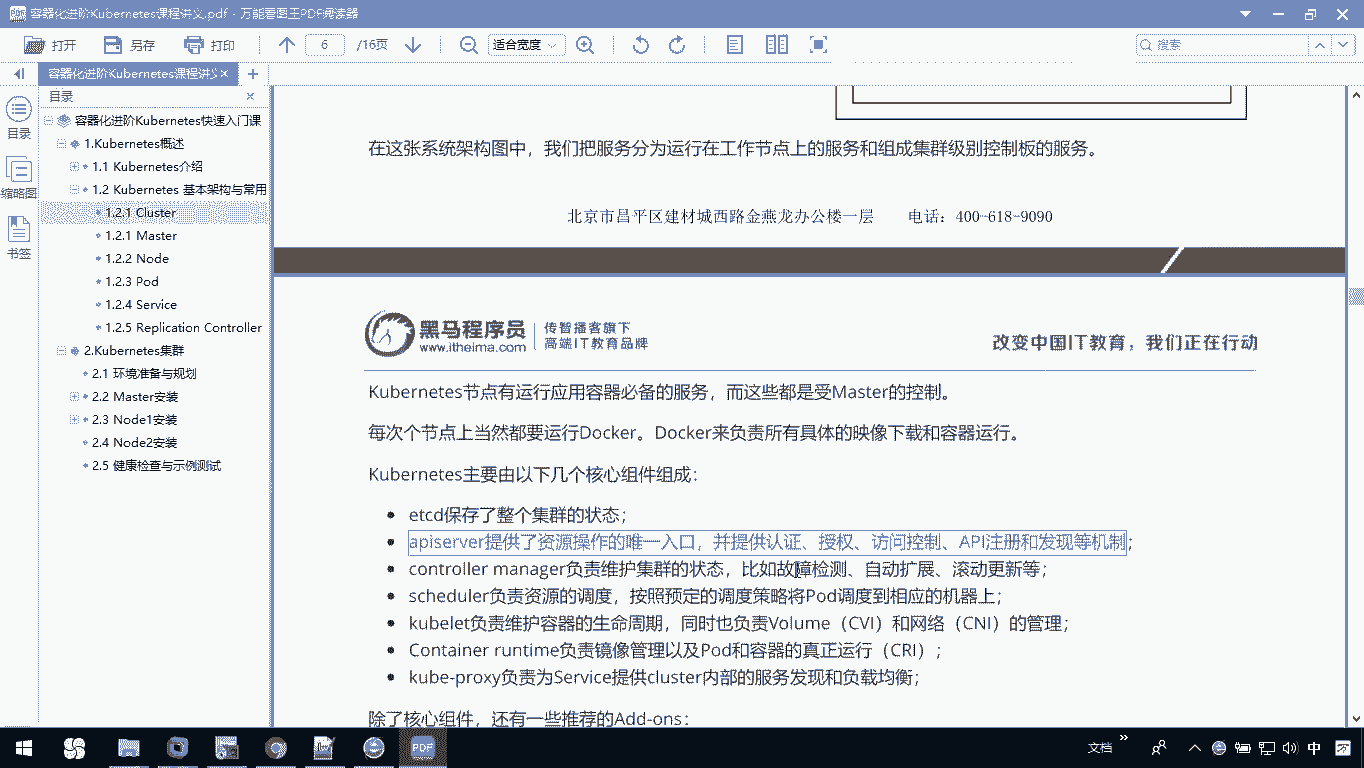 容器化进阶Kubernetes课程讲义.pdf - 万能看图王PDF阅读器
打开
另存
打印
6
/16页
适合宽度
搜索
容器化进阶Kubernetes课程讲义
目录
目录
缩略图
书签
容器化进阶Kubernetes快速入门课
1.Kubernetes概述
1.1 Kubernetes介绍
1.2 Kubernetes 基本架构与常用
1.2.1 Cluster
1.2.1 Master
1.2.2 Node
1.2.3 Pod
1.2.4 Service
1.2.5 Replication Controller
2.Kubernetes集群
2.1 环境准备与规划
2.2 Master安装
2.3 Node1安装
2.4 Node2安装
2.5 健康检查与示例测试
在这张系统架构图中，我们把服务分为运行在工作节点上的服务和组成集群级别控制板的服务。
北京市昌平区建材城西路金燕龙办公楼一层 电话：400-618-9090
黑马程序员
www.itheima.com
传智播客旗下
高端IT教育品牌
改变中国IT教育，我们正在行动
Kubernetes节点有运行应用容器必备的服务，而这些都是受Master的控制。
每次个节点上当然都要运行Docker。Docker来负责所有具体的映像下载和容器运行。
Kubernetes主要由以下几个核心组件组成：
etcd保存了整个集群的状态；
apiserver提供了资源操作的唯一入口，并提供认证、授权、访问控制、API注册和发现等机制；
controller manager负责维护集群的状态，比如故障检测、自动扩展、滚动更新等；
scheduler负责资源的调度，按照预定的调度策略将Pod调度到相应的机器上；
kubelet负责维护容器的生命周期，同时也负责Volume（CVI）和网络（CNI）的管理；
Container runtime负责镜像管理以及Pod和容器的真正运行（CRI）；
kube-proxy负责为Service提供cluster内部的服务发现和负载均衡；
除了核心组件，还有一些推荐的Add-ons：
PDF
文档
中